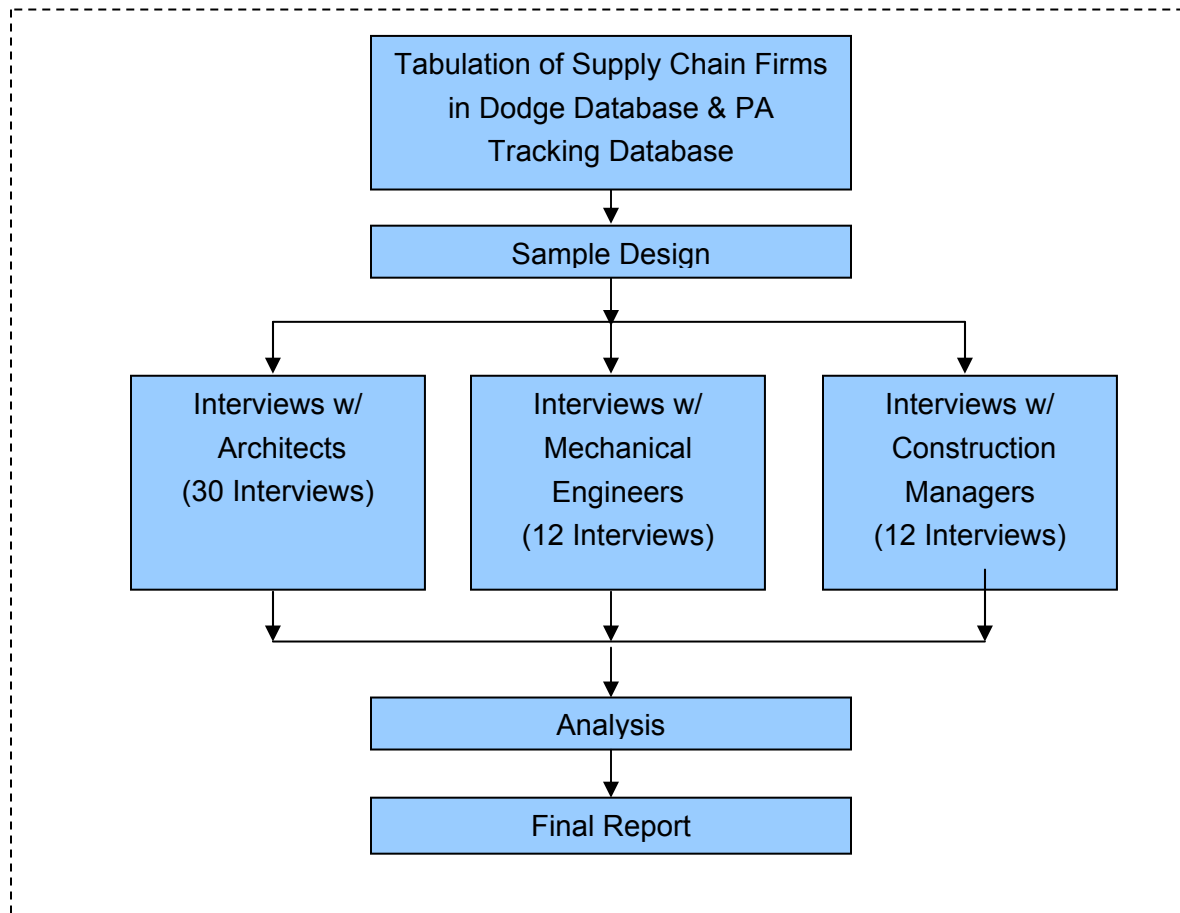 Tabulation of Supply Chain Firms
in Dodge Database & PA
Tracking Database
Sample Design
Interviews w/
Architects
(30 Interviews)
Interviews w/
Mechanical
Engineers
(12 Interviews)
Interviews w/
Construction
Managers
(12 Interviews)
Analysis
Final Report